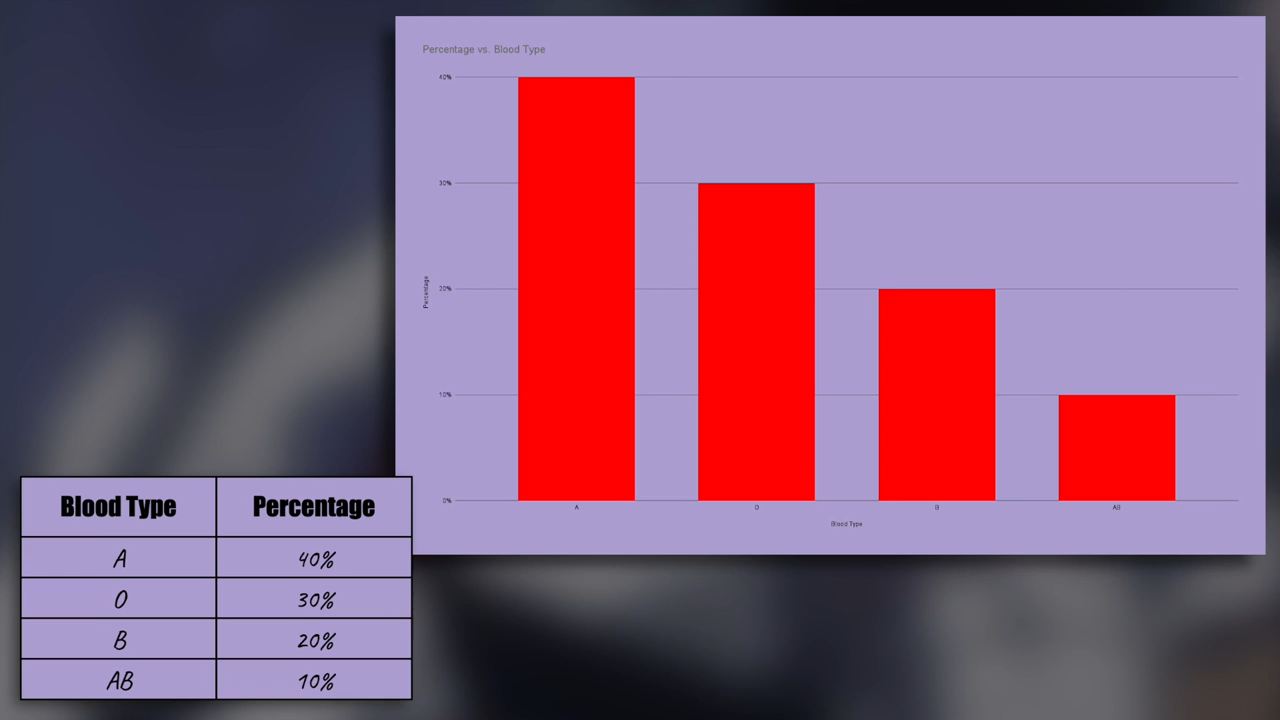 Percentage vs. Blood Type
40%
30%
20%
10%
0%
Percentage
A O B AB
Blood Type
Blood Type Percentage
A 40%
O 30%
B 20%
AB 10%